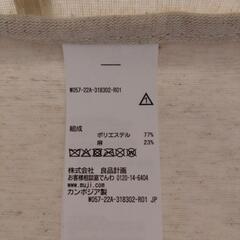 W057-22A-318302-R01
組成
ポリエステル 77%
麻 23%
株式会社 良品計画
お客様相談室でんわ 0120-14-6404
www.muji.com
カンボジア製
W057-22A-318302-R01 JP